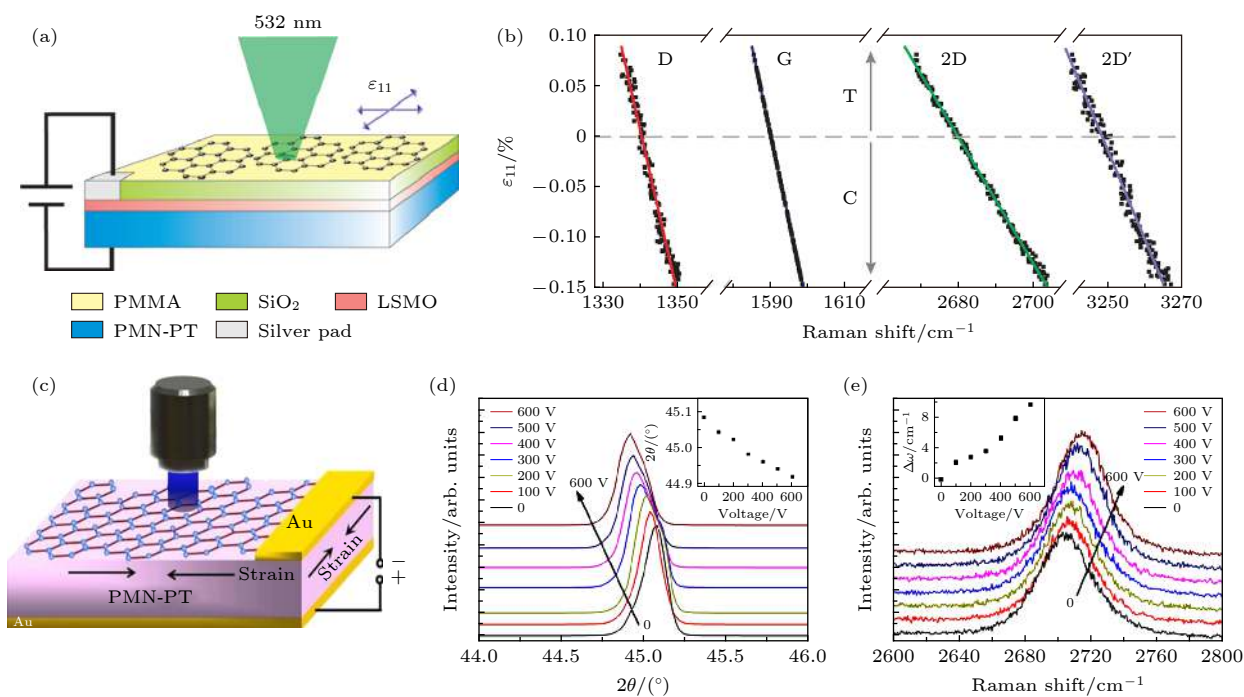 (a)
532 nm
ε₁₁
PMMA
SiO₂
LSMO
PMN-PT
Silver pad
(b)
0.10
0.05
0
−0.05
−0.10
−0.15
ε₁₁/%
D
G
2D
2D′
T
C
1330
1350
1590
1610
2680
2700
3250
3270
Raman shift/cm⁻¹
(c)
Au
Strain
Strain
PMN-PT
Au
−
+
(d)
Intensity/arb. units
600 V
500 V
400 V
300 V
200 V
100 V
0
600 V
0
45.1
45.0
44.9
2θ/(°)
0
200
400
600
Voltage/V
44.0
44.5
45.0
45.5
46.0
2θ/(°)
(e)
Intensity/arb. units
8
4
0
Δω/cm⁻¹
0
200
400
600
Voltage/V
600 V
500 V
400 V
300 V
200 V
100 V
0
600 V
0
2600
2640
2680
2720
2760
2800
Raman shift/cm⁻¹